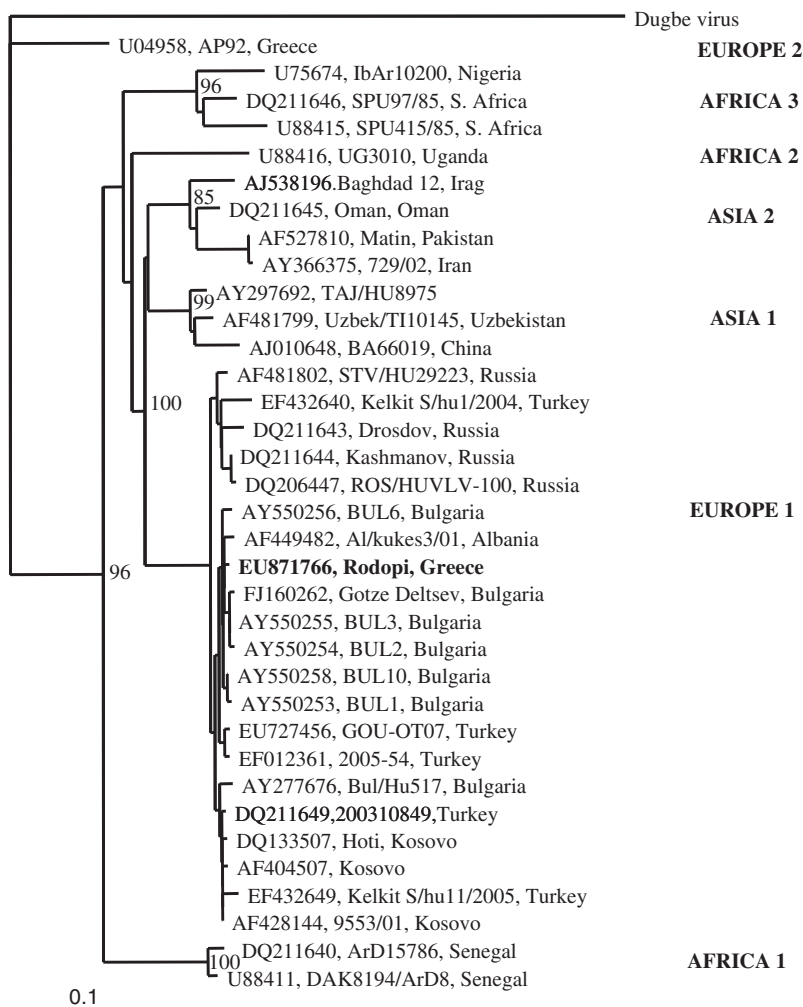 Dugbe virus
U04958, AP92, Greece
EUROPE 2
U75674, IbAr10200, Nigeria
96
DQ211646, SPU97/85, S. Africa
AFRICA 3
U88415, SPU415/85, S. Africa
U88416, UG3010, Uganda
AFRICA 2
AJ538196.Baghdad 12, Irag
85
DQ211645, Oman, Oman
ASIA 2
AF527810, Matin, Pakistan
AY366375, 729/02, Iran
AY297692, TAJ/HU8975
99
AF481799, Uzbek/TI10145, Uzbekistan
ASIA 1
AJ010648, BA66019, China
AF481802, STV/HU29223, Russia
100
EF432640, Kelkit S/hu1/2004, Turkey
DQ211643, Drosdov, Russia
DQ211644, Kashmanov, Russia
DQ206447, ROS/HUVLV-100, Russia
AY550256, BUL6, Bulgaria
EUROPE 1
AF449482, Al/kukes3/01, Albania
EU871766, Rodopi, Greece
96
FJ160262, Gotze Deltsev, Bulgaria
AY550255, BUL3, Bulgaria
AY550254, BUL2, Bulgaria
AY550258, BUL10, Bulgaria
AY550253, BUL1, Bulgaria
EU727456, GOU-OT07, Turkey
EF012361, 2005-54, Turkey
AY277676, Bul/Hu517, Bulgaria
DQ211649,200310849,Turkey
DQ133507, Hoti, Kosovo
AF404507, Kosovo
EF432649, Kelkit S/hu11/2005, Turkey
AF428144, 9553/01, Kosovo
DQ211640, ArD15786, Senegal
100
AFRICA 1
U88411, DAK8194/ArD8, Senegal
0.1